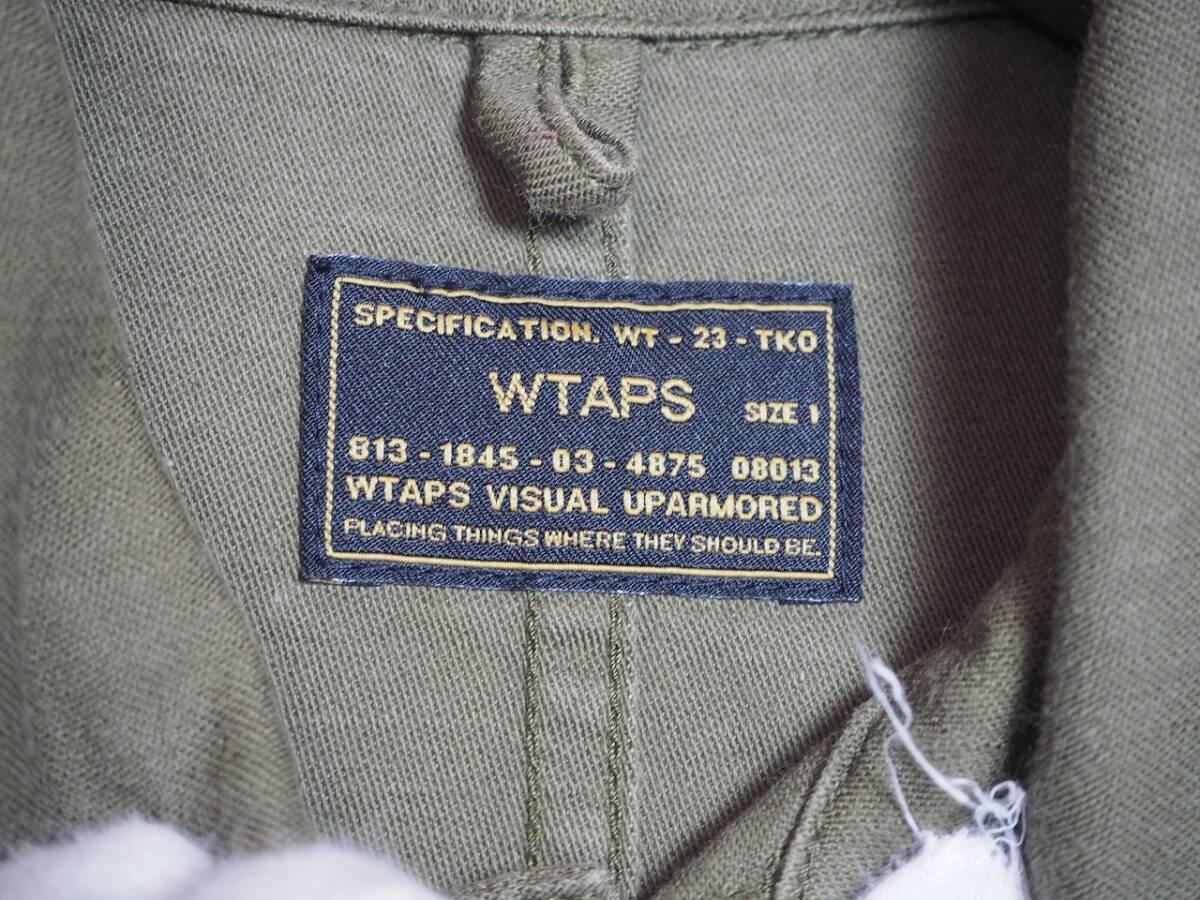 SPECIFICATION. WT - 23 - TKO
WTAPS SIZE 1
813 - 1845 - 03 - 4875 08013
WTAPS VISUAL UPARMORED
PLACING THINGS WHERE THEY SHOULD BE.